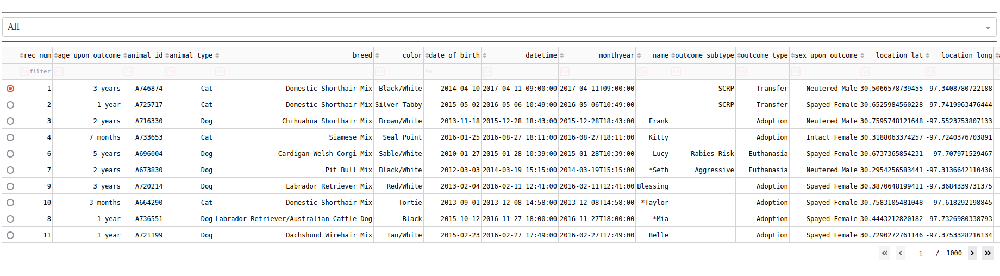 All
rec_num age_upon_outcome animal_id animal_type breed color date_of_birth datetime monthyear name outcome_subtype outcome_type sex_upon_outcome location_lat location_long
Aa filter Aa Aa Aa Aa Aa Aa Aa Aa Aa Aa Aa Aa Aa Aa
1 3 years A746874 Cat Domestic Shorthair Mix Black/White 2014-04-10 2017-04-11 09:00:00 2017-04-11T09:00:00 SCRP Transfer Neutered Male 30.5066578739455 -97.3408780722188
2 1 year A725717 Cat Domestic Shorthair Mix Silver Tabby 2015-05-02 2016-05-06 10:49:00 2016-05-06T10:49:00 SCRP Transfer Spayed Female 30.6525984560228 -97.7419963476444
3 2 years A716330 Dog Chihuahua Shorthair Mix Brown/White 2013-11-18 2015-12-28 18:43:00 2015-12-28T18:43:00 Frank Adoption Neutered Male 30.7595748121648 -97.5523753807133
4 7 months A733653 Cat Siamese Mix Seal Point 2016-01-25 2016-08-27 18:11:00 2016-08-27T18:11:00 Kitty Adoption Intact Female 30.3188063374257 -97.7240376703891
6 5 years A696004 Dog Cardigan Welsh Corgi Mix Sable/White 2010-01-27 2015-01-28 10:39:00 2015-01-28T10:39:00 Lucy Rabies Risk Euthanasia Spayed Female 30.6737365854231 -97.707971529467
7 2 years A673830 Dog Pit Bull Mix Black/White 2012-03-03 2014-03-19 15:15:00 2014-03-19T15:15:00 *Seth Aggressive Euthanasia Neutered Male 30.2954256583441 -97.3136642110436
9 3 years A720214 Dog Labrador Retriever Mix Red/White 2013-02-04 2016-02-11 12:41:00 2016-02-11T12:41:00 Blessing Adoption Spayed Female 30.3870648199411 -97.3684339731375
10 3 months A664290 Cat Domestic Shorthair Mix Tortie 2013-09-01 2013-12-08 14:58:00 2013-12-08T14:58:00 *Taylor Adoption Spayed Female 30.7583105481048 -97.618292198845
8 1 year A736551 Dog Labrador Retriever/Australian Cattle Dog Black 2015-10-12 2016-11-27 18:00:00 2016-11-27T18:00:00 *Mia Adoption Spayed Female 30.4443212820182 -97.7326980338793
11 1 year A721199 Dog Dachshund Wirehair Mix Tan/White 2015-02-23 2016-02-27 17:49:00 2016-02-27T17:49:00 Belle Adoption Spayed Female 30.7290272761146 -97.3753328216134
« ‹ 1 / 1000 › »